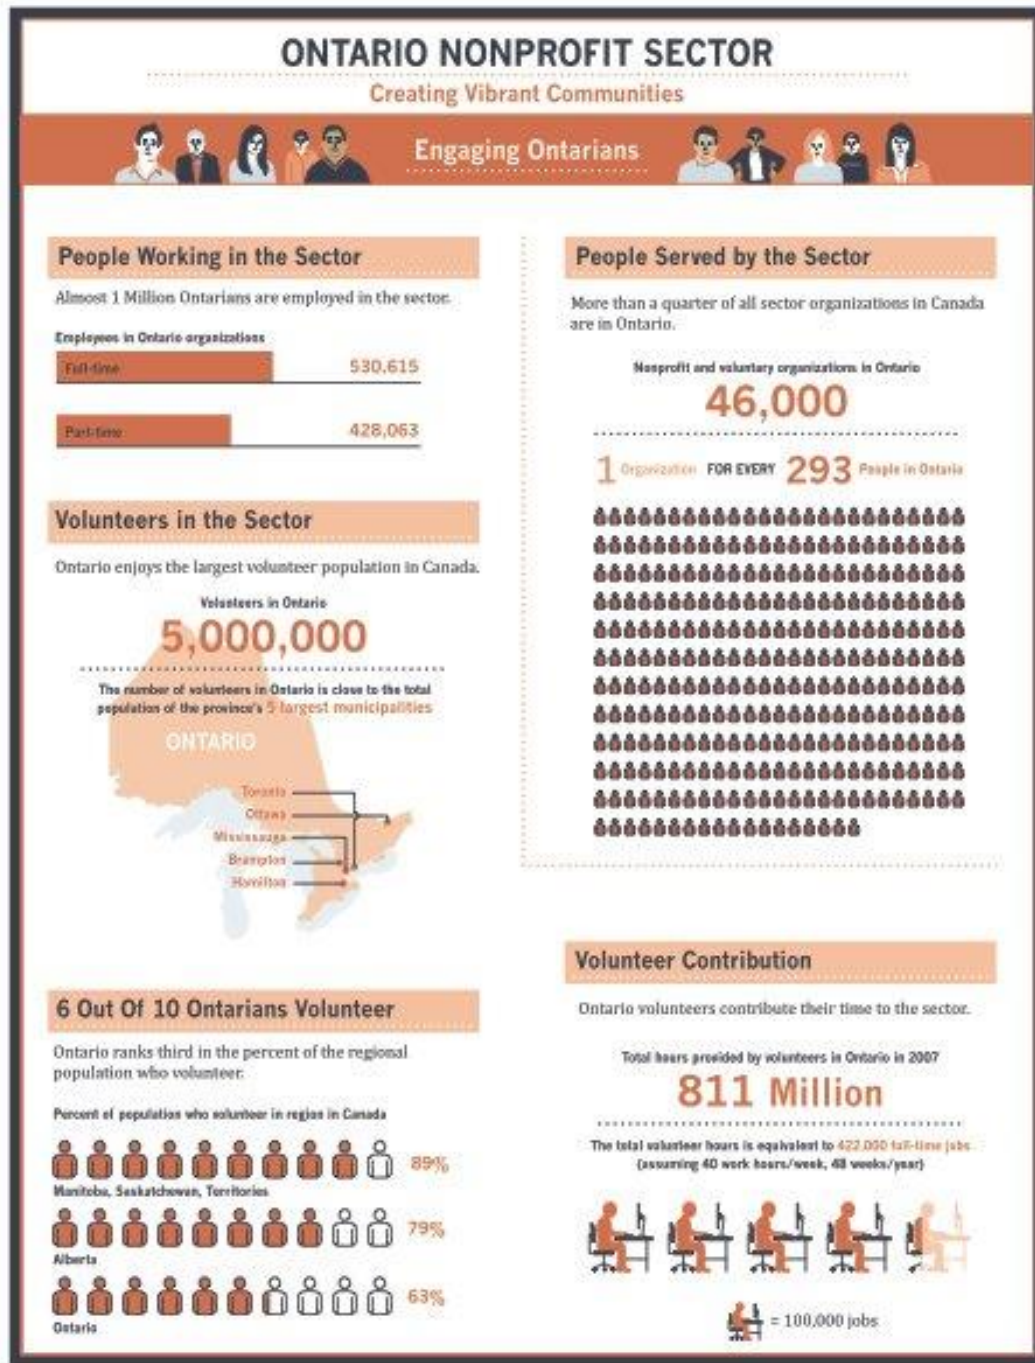 ONTARIO NONPROFIT SECTOR
Creating Vibrant Communities
Engaging Ontarians
People Working in the Sector
Almost 1 Million Ontarians are employed in the sector.
Employees in Ontario organizations
Full-time 530,615
Part-time 428,063
Volunteers in the Sector
Ontario enjoys the largest volunteer population in Canada.
Volunteers in Ontario
5,000,000
The number of volunteers in Ontario is close to the total
population of the province's 5 largest municipalities
ONTARIO
Toronto
Ottawa
Mississauga
Brampton
Hamilton
6 Out Of 10 Ontarians Volunteer
Ontario ranks third in the percent of the regional
population who volunteer.
Percent of population who volunteer in region in Canada
89%
Manitoba, Saskatchewan, Territories
79%
Alberta
63%
Ontario
People Served by the Sector
More than a quarter of all sector organizations in Canada
are in Ontario.
Nonprofit and voluntary organizations in Ontario
46,000
1 Organization FOR EVERY 293 People in Ontario
Volunteer Contribution
Ontario volunteers contribute their time to the sector.
Total hours provided by volunteers in Ontario in 2007
811 Million
The total volunteer hours is equivalent to 422,000 full-time jobs
(assuming 40 work hours/week, 48 weeks/year)
= 100,000 jobs